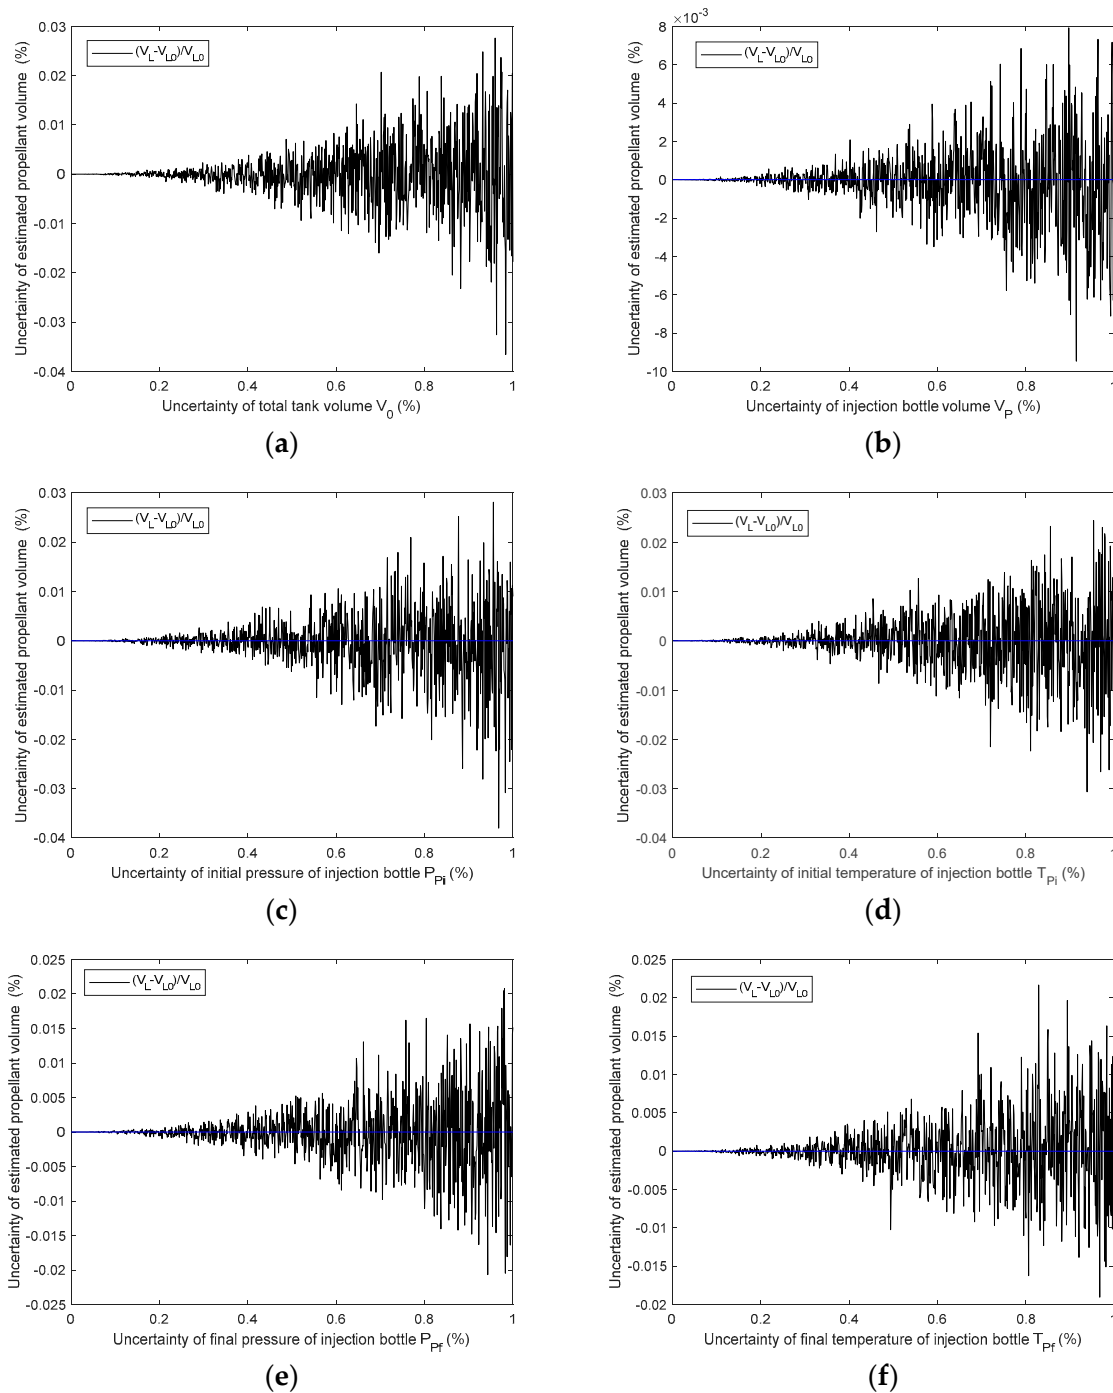 Uncertainty of estimated propellant volume (%)
0.03
0.02
0.01
0
-0.01
-0.02
-0.03
-0.04
(V_L-V_L0)/V_L0
0 0.2 0.4 0.6 0.8 1
Uncertainty of total tank volume V_0 (%)
(a)
×10^-3
Uncertainty of estimated propellant volume (%)
8
6
4
2
0
-2
-4
-6
-8
-10
(V_L-V_L0)/V_L0
0 0.2 0.4 0.6 0.8 1
Uncertainty of injection bottle volume V_P (%)
(b)
Uncertainty of estimated propellant volume (%)
0.03
0.02
0.01
0
-0.01
-0.02
-0.03
-0.04
(V_L-V_L0)/V_L0
0 0.2 0.4 0.6 0.8 1
Uncertainty of initial pressure of injection bottle P_Pi (%)
(c)
Uncertainty of estimated propellant volume (%)
0.03
0.02
0.01
0
-0.01
-0.02
-0.03
-0.04
(V_L-V_L0)/V_L0
0 0.2 0.4 0.6 0.8 1
Uncertainty of initial temperature of injection bottle T_Pi (%)
(d)
Uncertainty of estimated propellant volume (%)
0.025
0.02
0.015
0.01
0.005
0
-0.005
-0.01
-0.015
-0.02
-0.025
(V_L-V_L0)/V_L0
0 0.2 0.4 0.6 0.8 1
Uncertainty of final pressure of injection bottle P_Pf (%)
(e)
Uncertainty of estimated propellant volume (%)
0.025
0.02
0.015
0.01
0.005
0
-0.005
-0.01
-0.015
-0.02
(V_L-V_L0)/V_L0
0 0.2 0.4 0.6 0.8 1
Uncertainty of final temperature of injection bottle T_Pf (%)
(f)